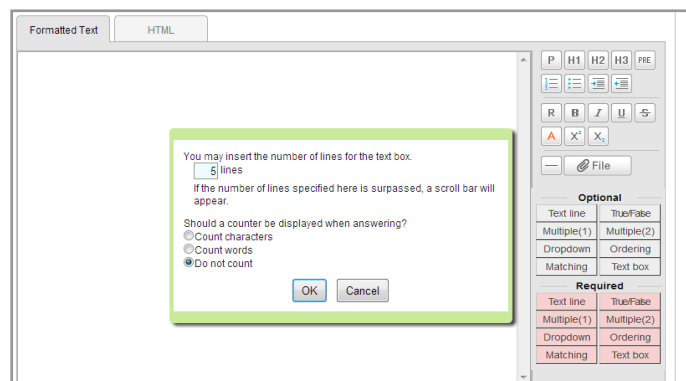 Formatted Text HTML
P H1 H2 H3 PRE
R B I U S
A X² X₂
File
You may insert the number of lines for the text box.
5 lines
If the number of lines specified here is surpassed, a scroll bar will
appear.
Should a counter be displayed when answering?
Count characters
Count words
Do not count
OK Cancel
Optional
Text line True/False
Multiple(1) Multiple(2)
Dropdown Ordering
Matching Text box
Required
Text line True/False
Multiple(1) Multiple(2)
Dropdown Ordering
Matching Text box